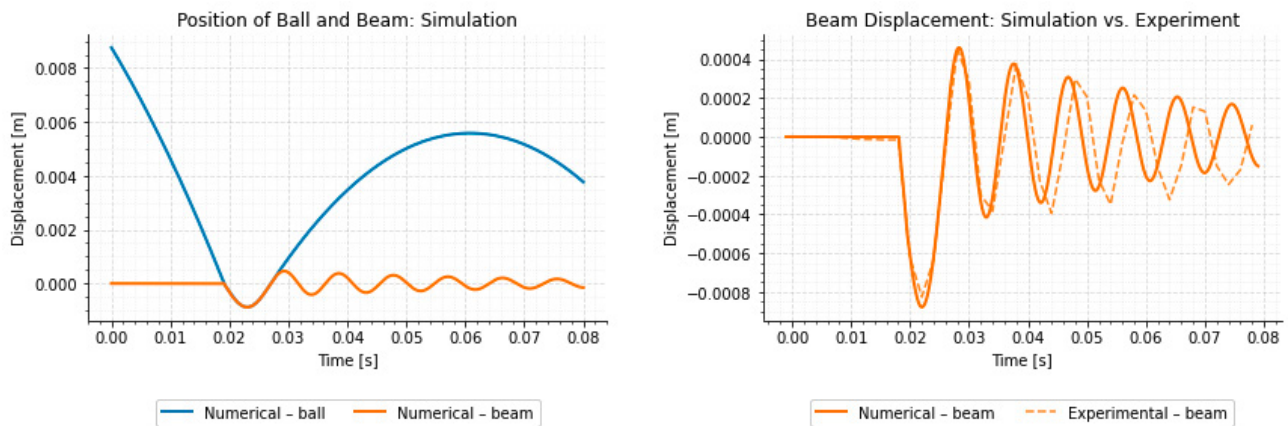 Position of Ball and Beam: Simulation
Displacement [m]
0.008
0.006
0.004
0.002
0.000
0.00 0.01 0.02 0.03 0.04 0.05 0.06 0.07 0.08
Time [s]
Numerical – ball Numerical – beam
Beam Displacement: Simulation vs. Experiment
Displacement [m]
0.0004
0.0002
0.0000
−0.0002
−0.0004
−0.0006
−0.0008
0.00 0.01 0.02 0.03 0.04 0.05 0.06 0.07 0.08
Time [s]
Numerical – beam Experimental – beam